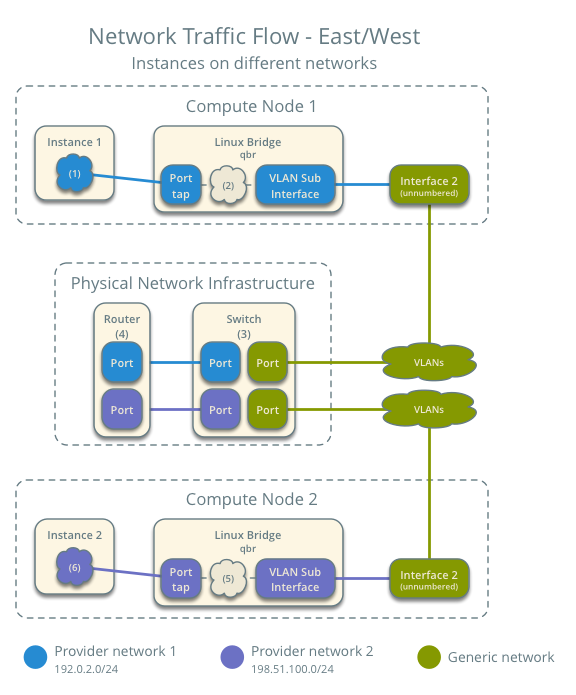 Network Traffic Flow - East/West
Instances on different networks
Compute Node 1
Instance 1
(1)
Linux Bridge
qbr
Port
tap
(2)
VLAN Sub
Interface
Interface 2
(unnumbered)
Physical Network Infrastructure
Router
(4)
Switch
(3)
Port
Port
Port
VLANs
Port
Port
Port
VLANs
Compute Node 2
Instance 2
(6)
Linux Bridge
qbr
Port
tap
(5)
VLAN Sub
Interface
Interface 2
(unnumbered)
Provider network 1
192.0.2.0/24
Provider network 2
198.51.100.0/24
Generic network